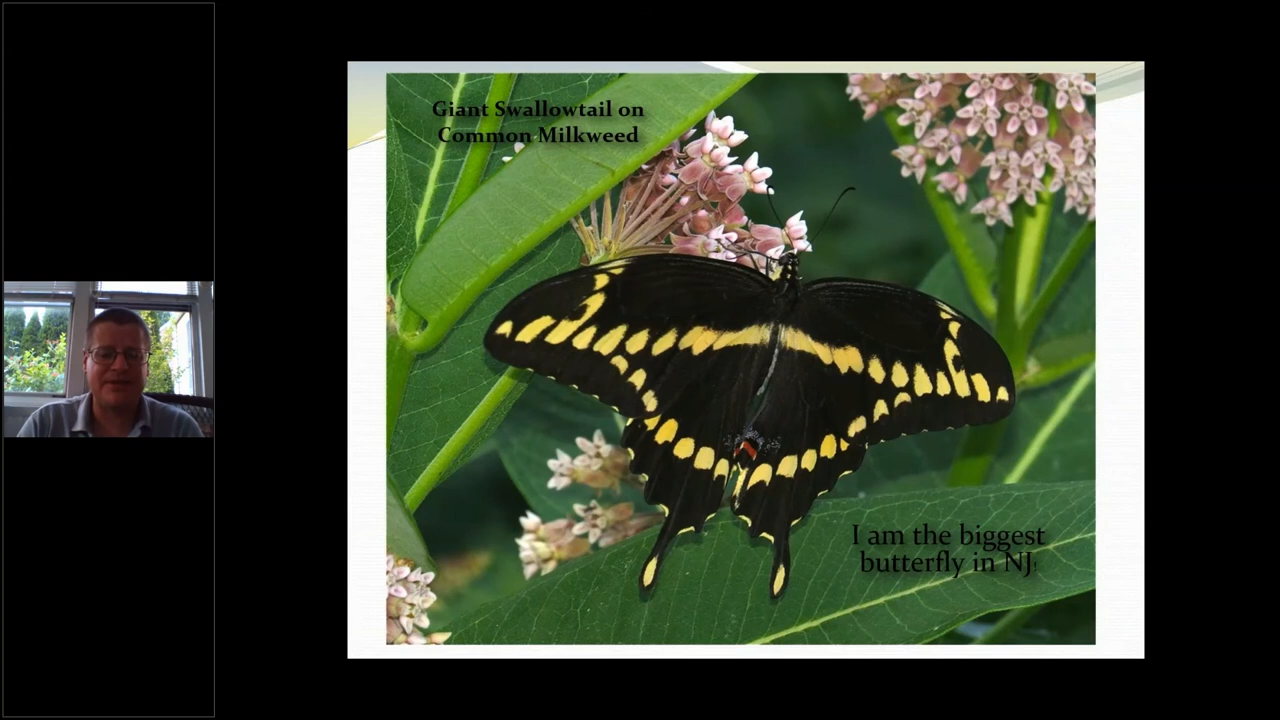 Giant Swallowtail on
Common Milkweed
I am the biggest
butterfly in NJ!